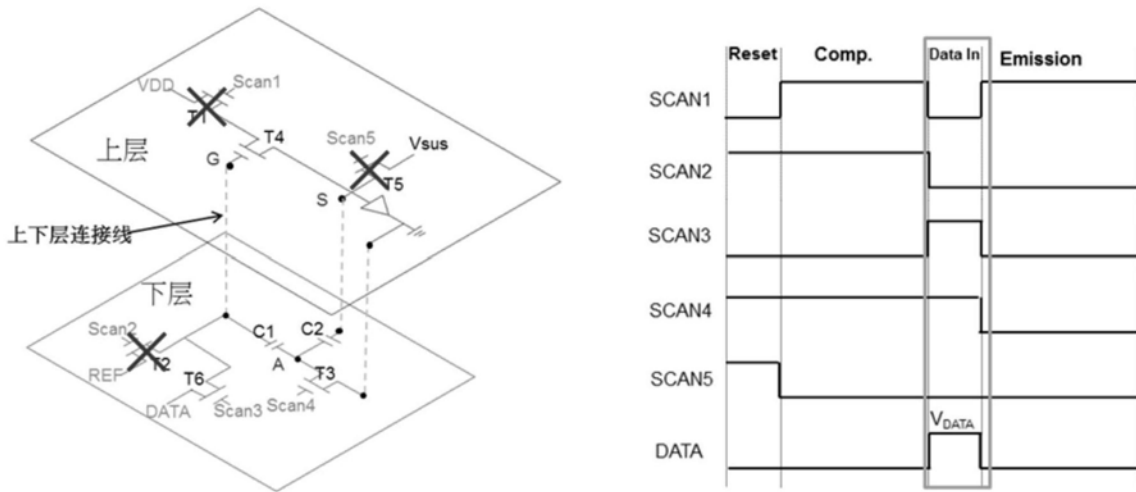 VDD
Scan1
T1
上层
T4
G
Scan5
Vsus
T5
S
上下层连接线
下层
Scan2
T2
REF
C1
C2
A
T3
T6
DATA
Scan3
Scan4
Reset
Comp.
Data In
Emission
SCAN1
SCAN2
SCAN3
SCAN4
SCAN5
VDATA
DATA